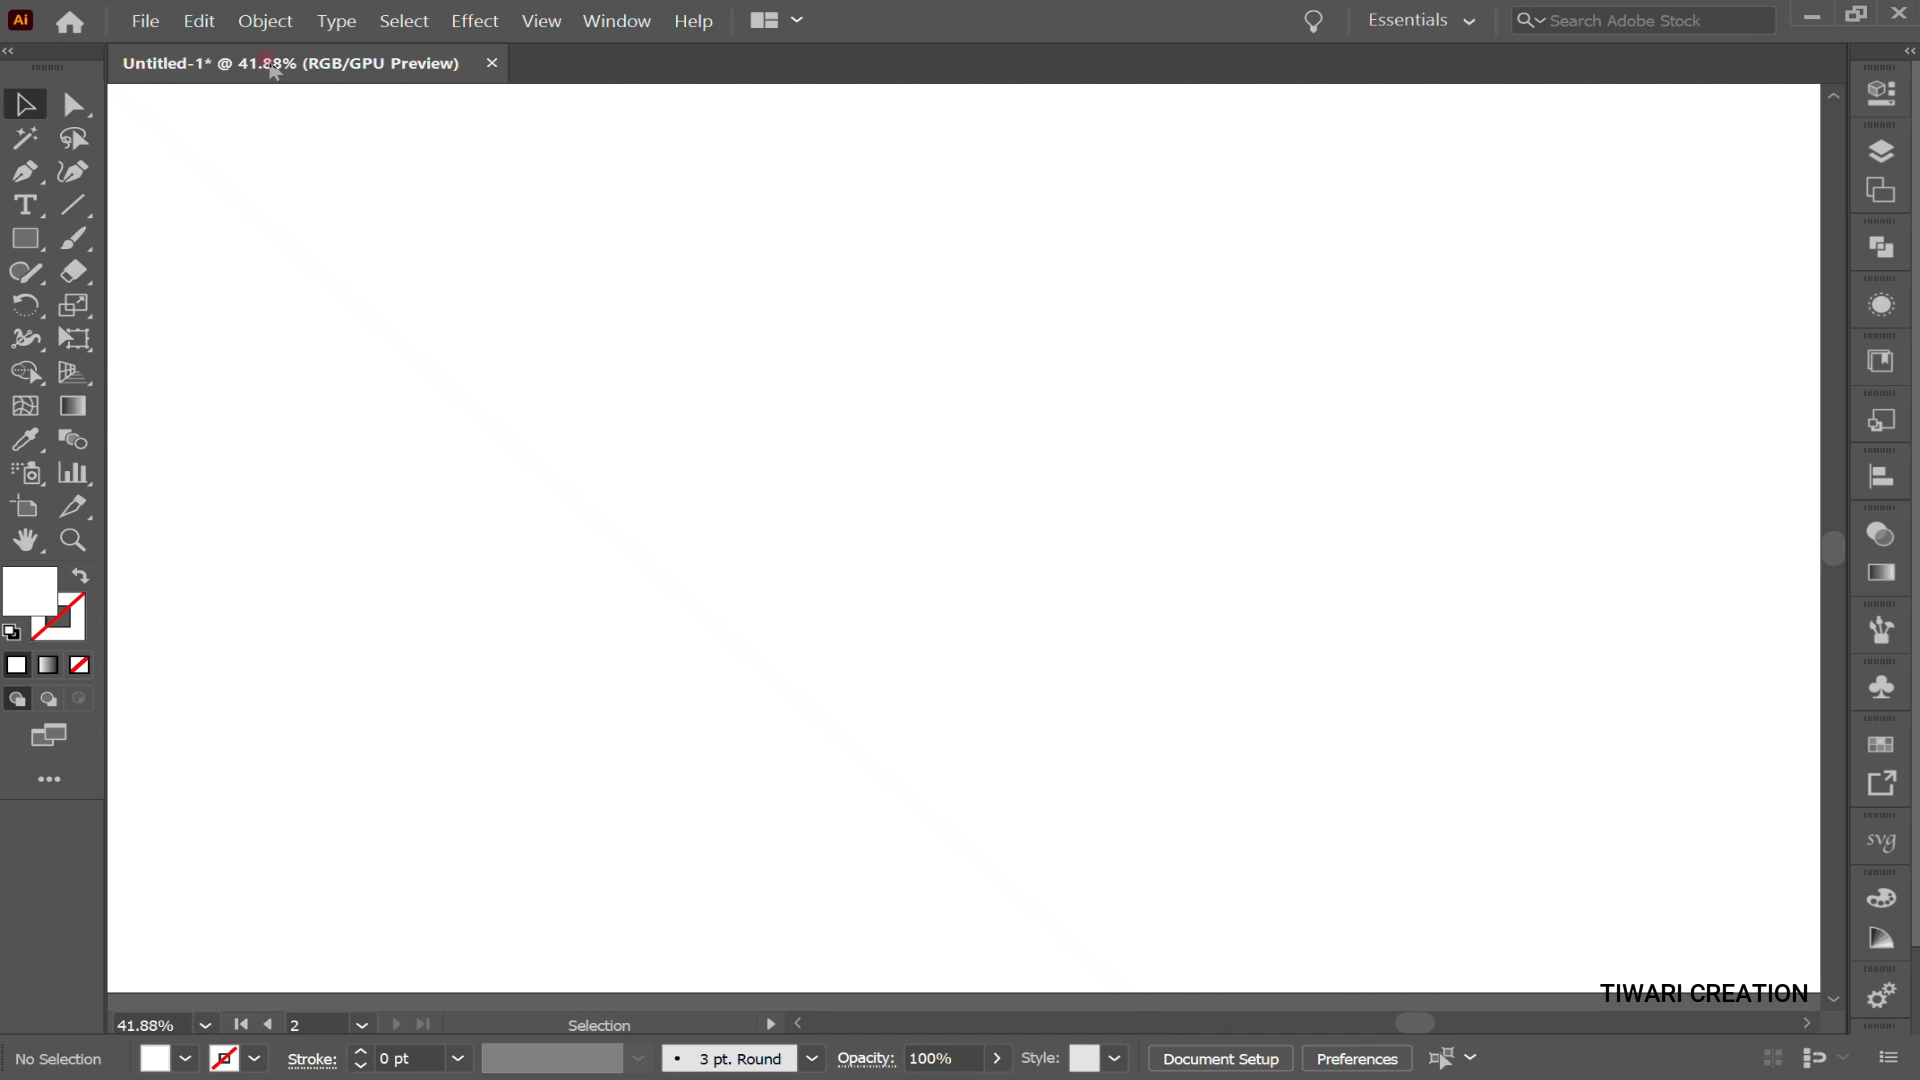 Ai File Edit Object Type Select Effect View Window Help Essentials Search Adobe Stock
Untitled-1* @ 41.88% (RGB/GPU Preview)
svg
TIWARI CREATION
41.88% 2 Selection
No Selection Stroke: 0 pt 3 pt. Round Opacity: 100% Style: Document Setup Preferences